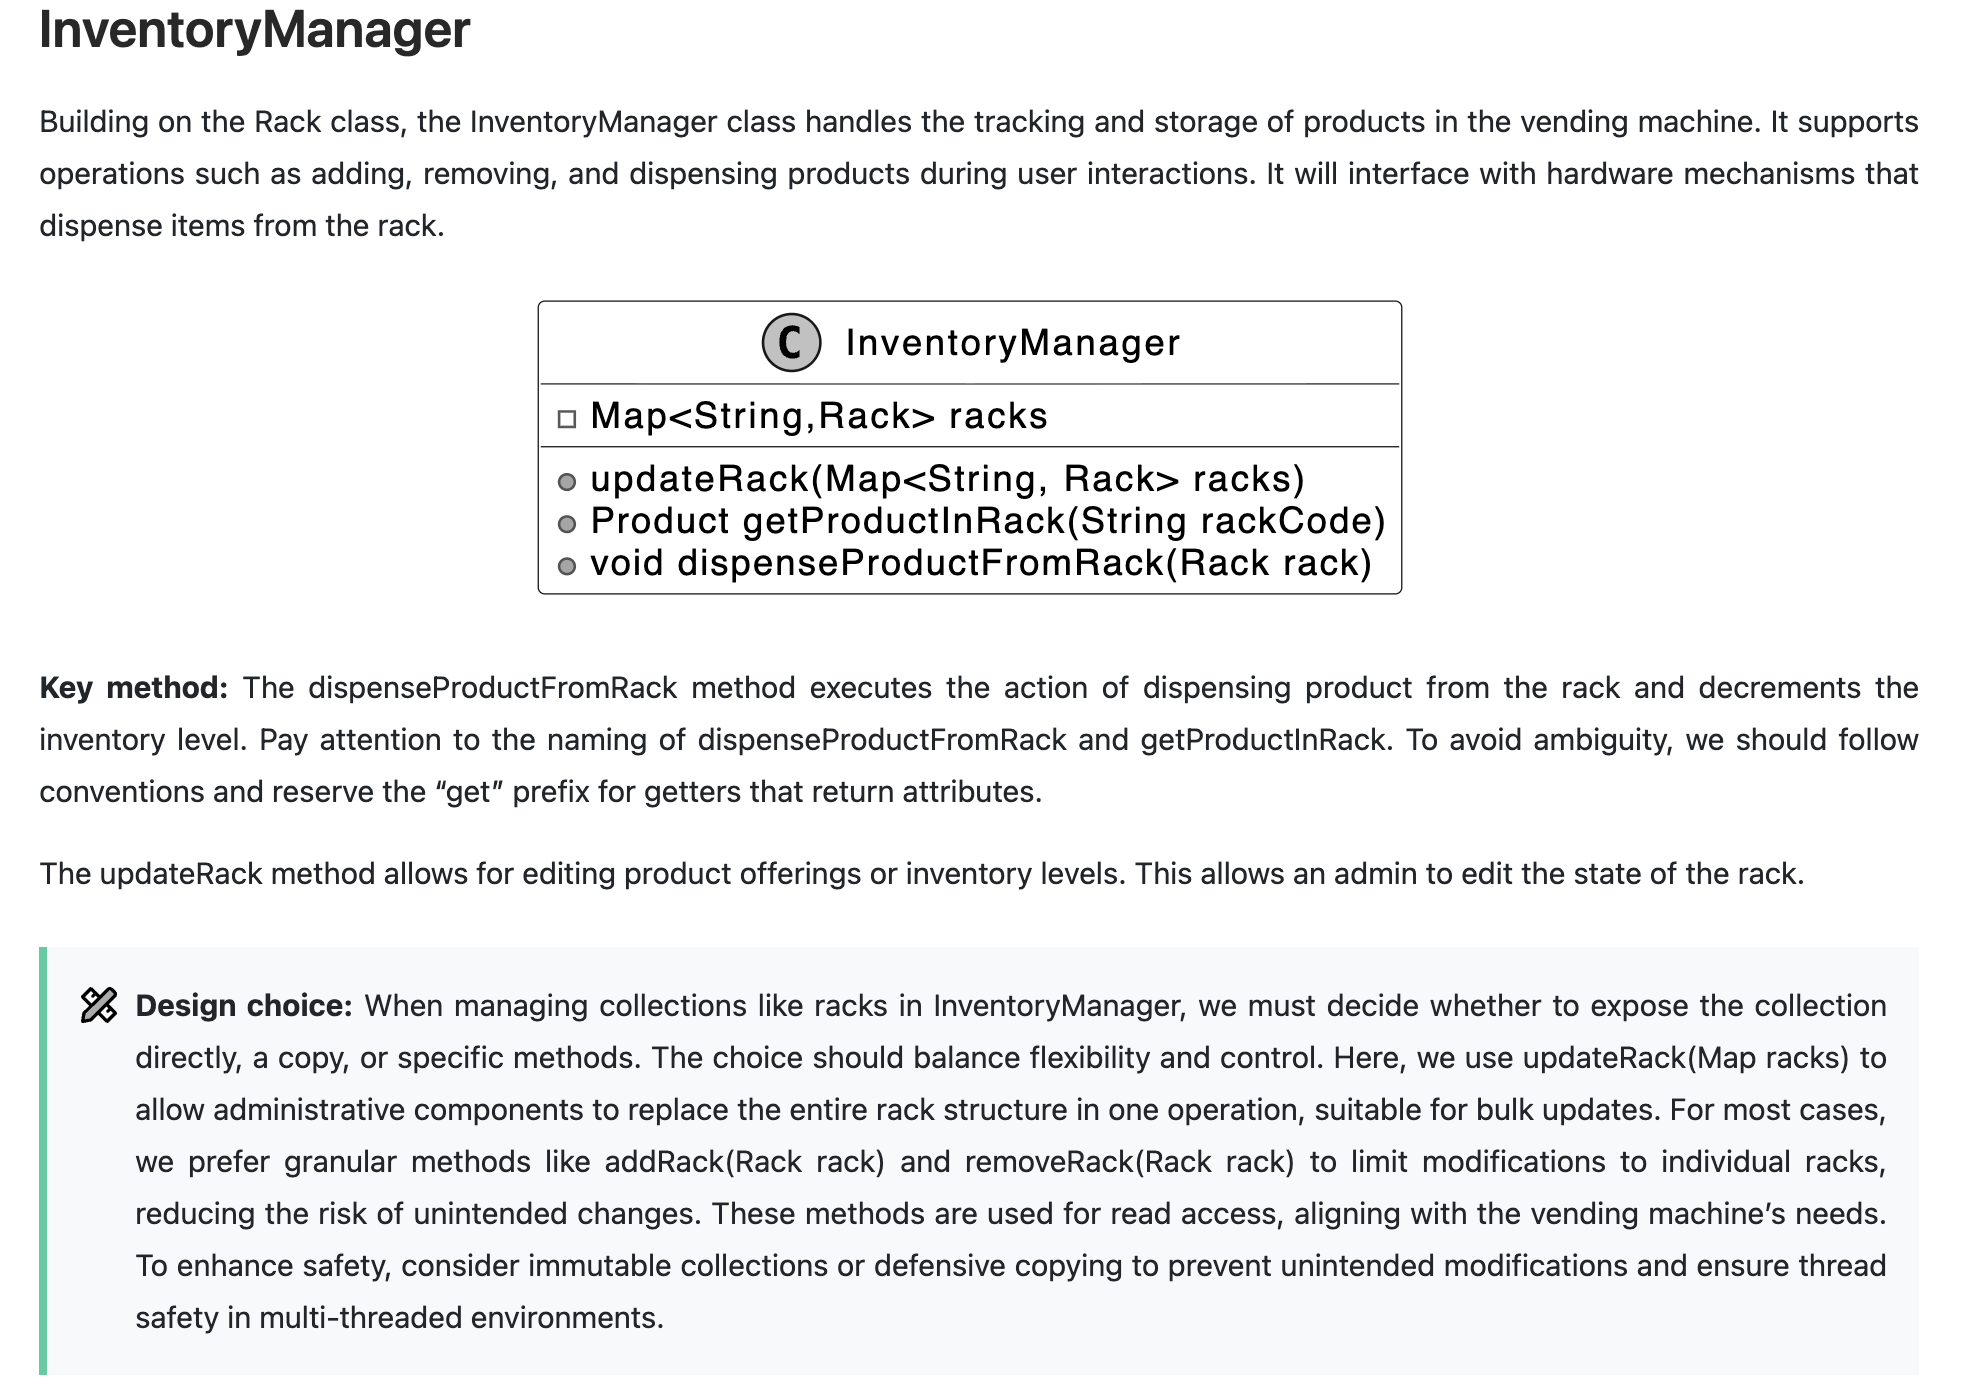 InventoryManager
Building on the Rack class, the InventoryManager class handles the tracking and storage of products in the vending machine. It supports
operations such as adding, removing, and dispensing products during user interactions. It will interface with hardware mechanisms that
dispense items from the rack.
C InventoryManager
Map<String,Rack> racks
updateRack(Map<String, Rack> racks)
Product getProductInRack(String rackCode)
void dispenseProductFromRack(Rack rack)
Key method: The dispenseProductFromRack method executes the action of dispensing product from the rack and decrements the
inventory level. Pay attention to the naming of dispenseProductFromRack and getProductInRack. To avoid ambiguity, we should follow
conventions and reserve the “get” prefix for getters that return attributes.
The updateRack method allows for editing product offerings or inventory levels. This allows an admin to edit the state of the rack.
Design choice: When managing collections like racks in InventoryManager, we must decide whether to expose the collection
directly, a copy, or specific methods. The choice should balance flexibility and control. Here, we use updateRack(Map racks) to
allow administrative components to replace the entire rack structure in one operation, suitable for bulk updates. For most cases,
we prefer granular methods like addRack(Rack rack) and removeRack(Rack rack) to limit modifications to individual racks,
reducing the risk of unintended changes. These methods are used for read access, aligning with the vending machine’s needs.
To enhance safety, consider immutable collections or defensive copying to prevent unintended modifications and ensure thread
safety in multi-threaded environments.